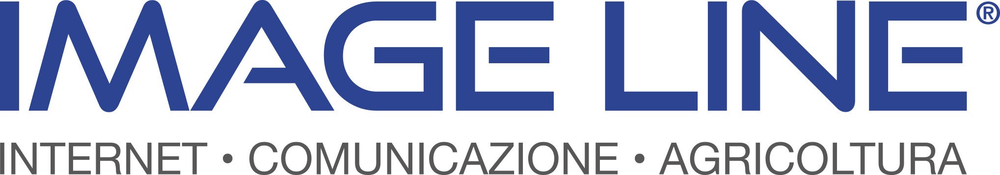 IMAGE LINE®
INTERNET • COMUNICAZIONE • AGRICOLTURA